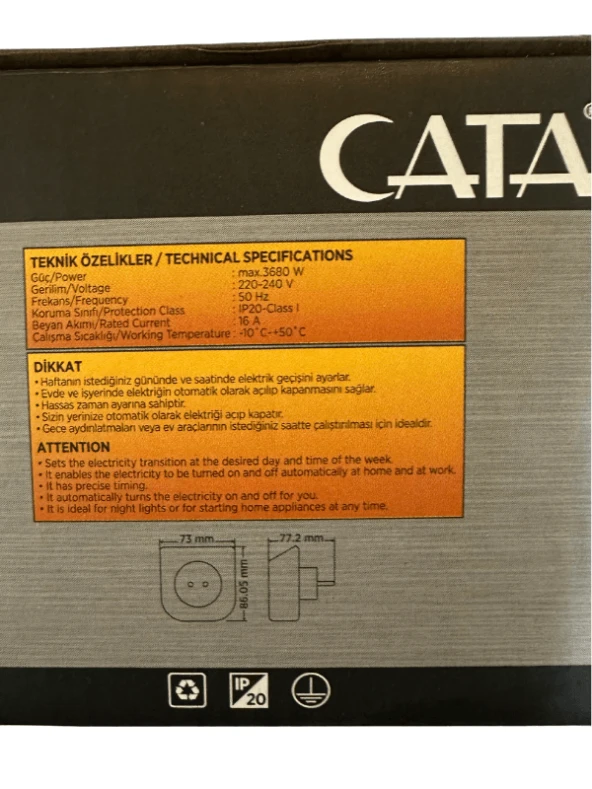 CATA®
TEKNİK ÖZELİKLER / TECHNICAL SPECIFICATIONS
Güç/Power : max.3680 W
Gerilim/Voltage : 220-240 V
Frekans/Frequency : 50 Hz
Koruma Sınıfı/Protection Class : IP20-Class I
Beyan Akımı/Rated Current : 16 A
Çalışma Sıcaklığı/Working Temperature : -10°C-+50°C
DİKKAT
• Haftanın istediğiniz gününde ve saatinde elektrik geçişini ayarlar.
• Evde ve işyerinde elektriğin otomatik olarak açılıp kapanmasını sağlar.
• Hassas zaman ayarına sahiptir.
• Sizin yerinize otomatik olarak elektriği açıp kapatır.
• Gece aydınlatmaları veya ev araçlarının istediğiniz saatte çalıştırılması için idealdir.
ATTENTION
• Sets the electricity transition at the desired day and time of the week.
• It enables the electricity to be turned on and off automatically at home and at work.
• It has precise timing.
• It automatically turns the electricity on and off for you.
• It is ideal for night lights or for starting home appliances at any time.
73 mm
77.2 mm
86.05 mm
IP
20